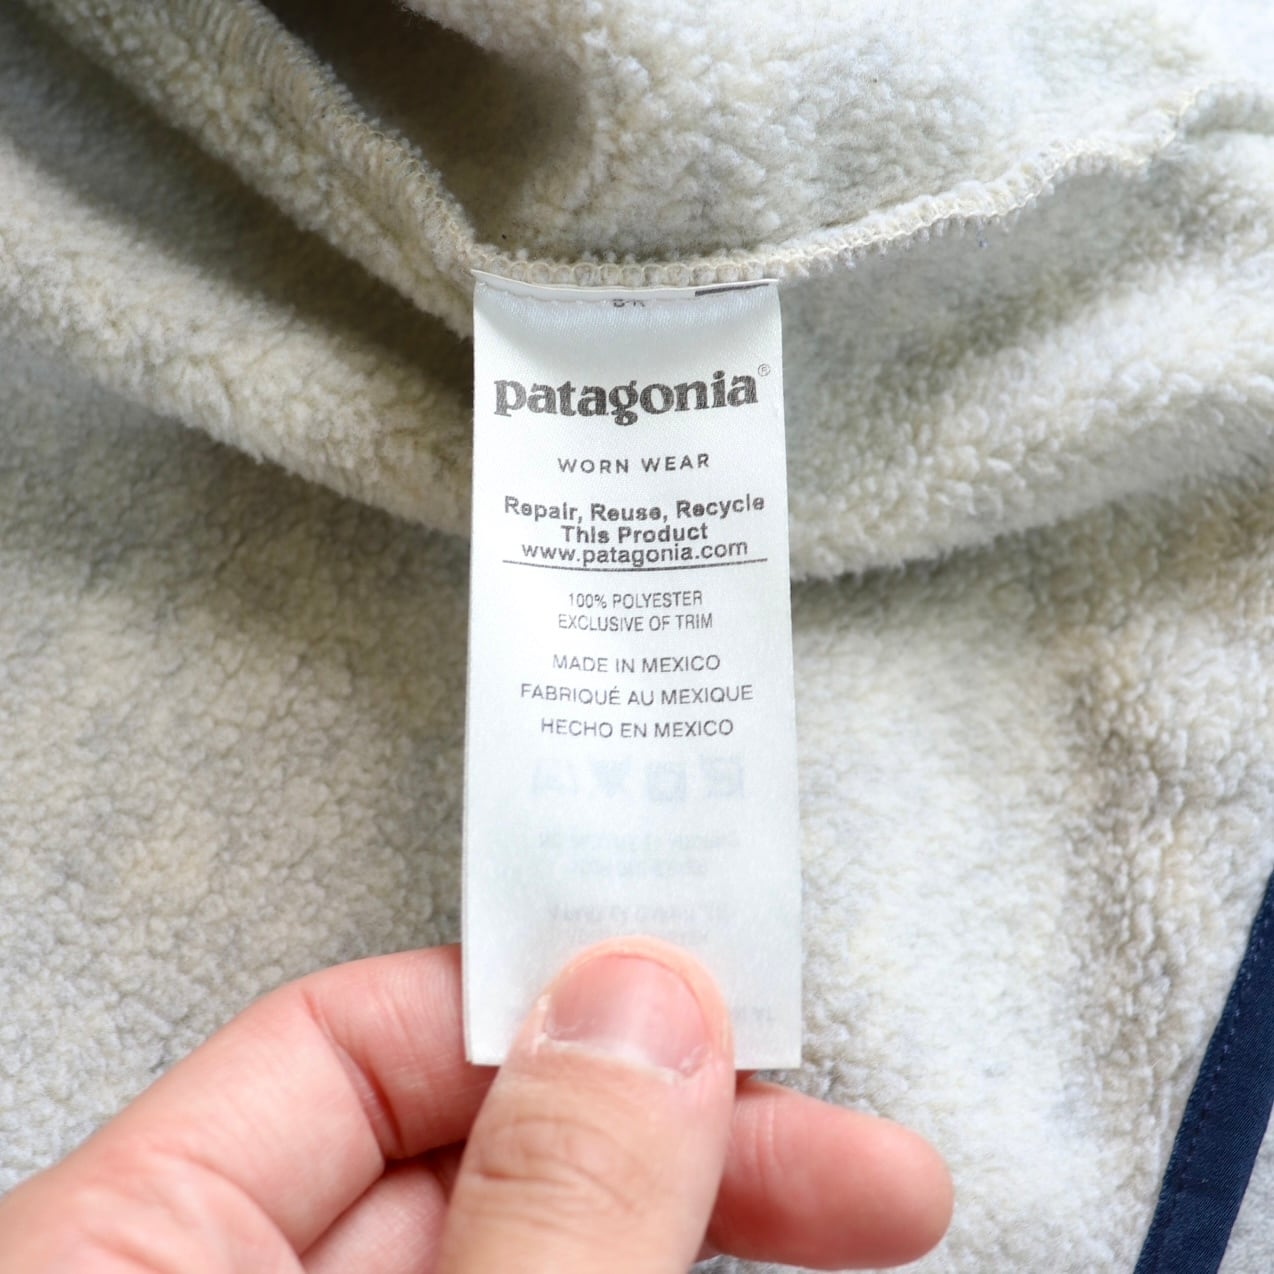 patagonia®
WORN WEAR
Repair, Reuse, Recycle
This Product
www.patagonia.com
100% POLYESTER
EXCLUSIVE OF TRIM
MADE IN MEXICO
FABRIQUÉ AU MEXIQUE
HECHO EN MEXICO